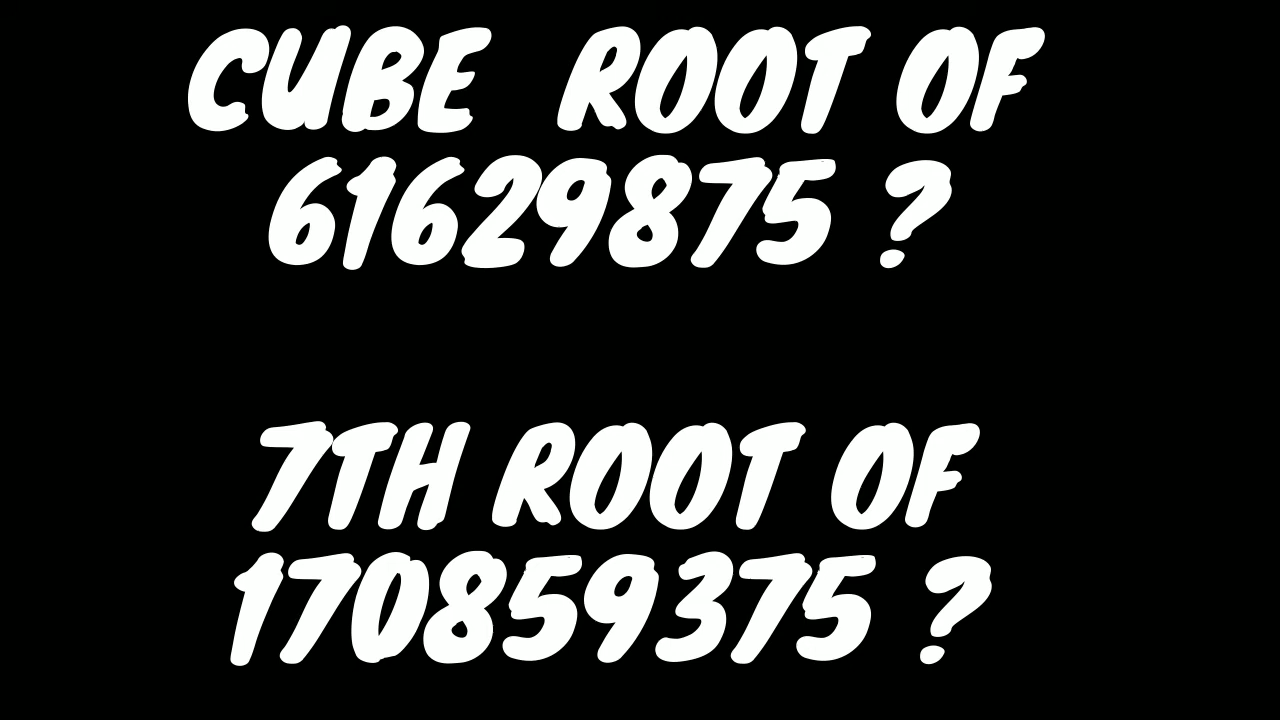 CUBE ROOT OF
61629875 ?
7TH ROOT OF
170859375 ?